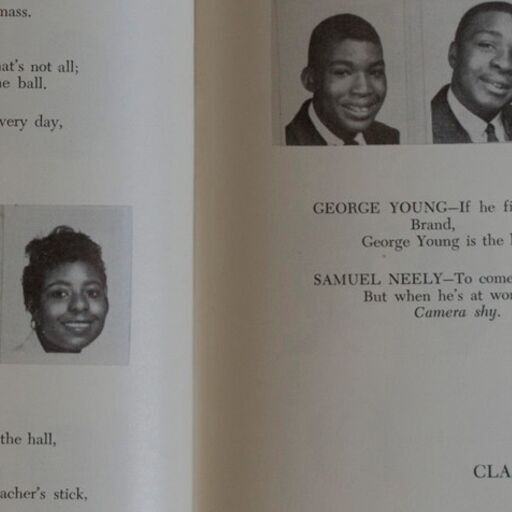 mass.
at's not all;
e ball.
very day,
the hall,
acher's stick,
GEORGE YOUNG—If he fi
Brand,
George Young is the
SAMUEL NEELY—To come
But when he's at wo
Camera shy.
CLA